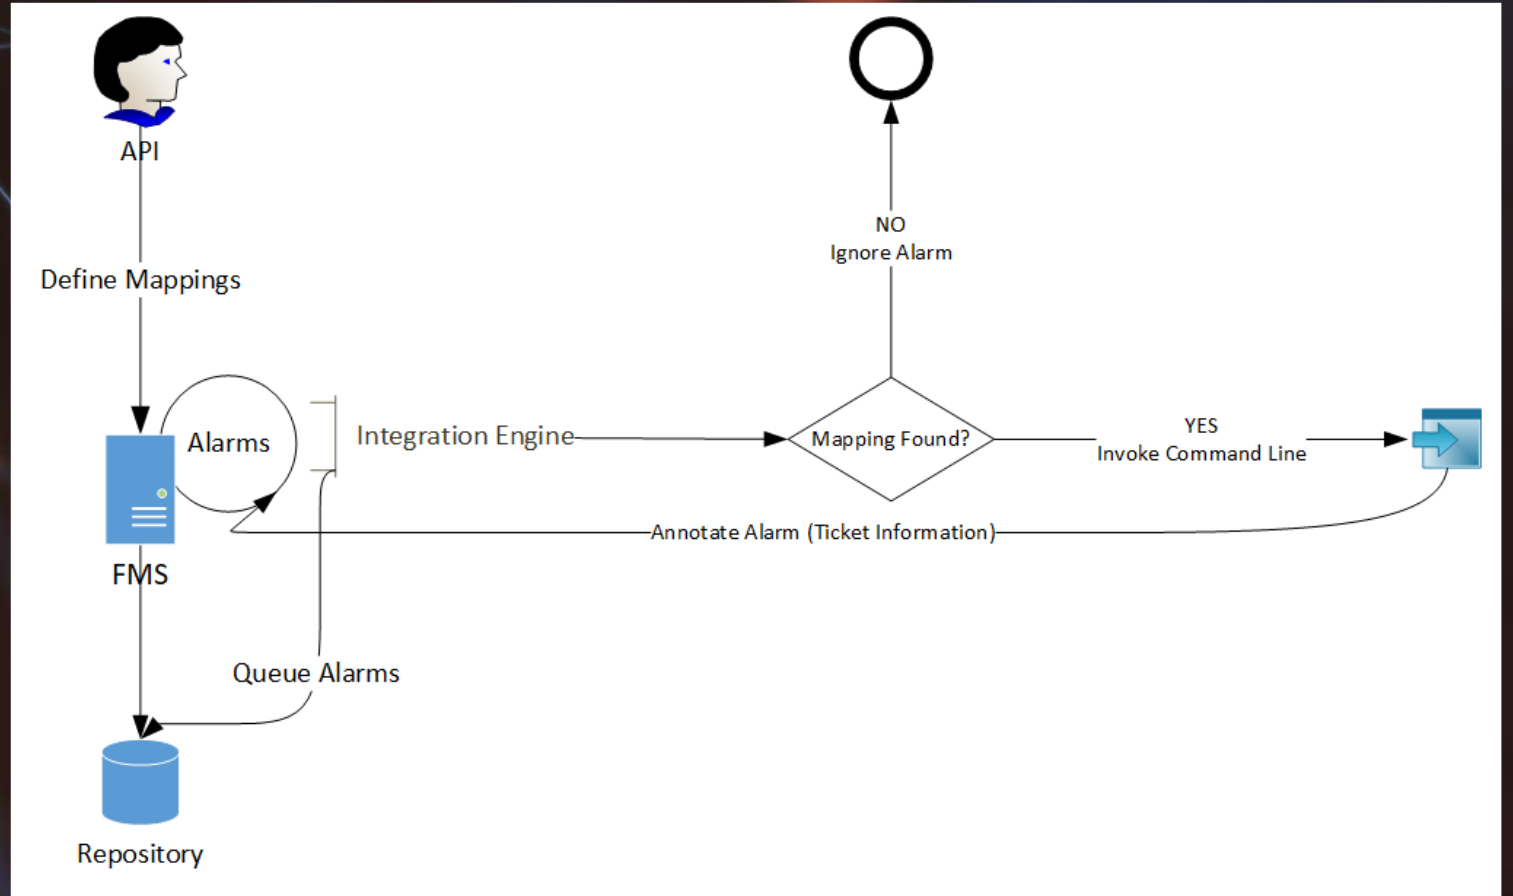 API
Define Mappings
NO
Ignore Alarm
Alarms
Integration Engine
Mapping Found?
YES
Invoke Command Line
Annotate Alarm (Ticket Information)
FMS
Queue Alarms
Repository